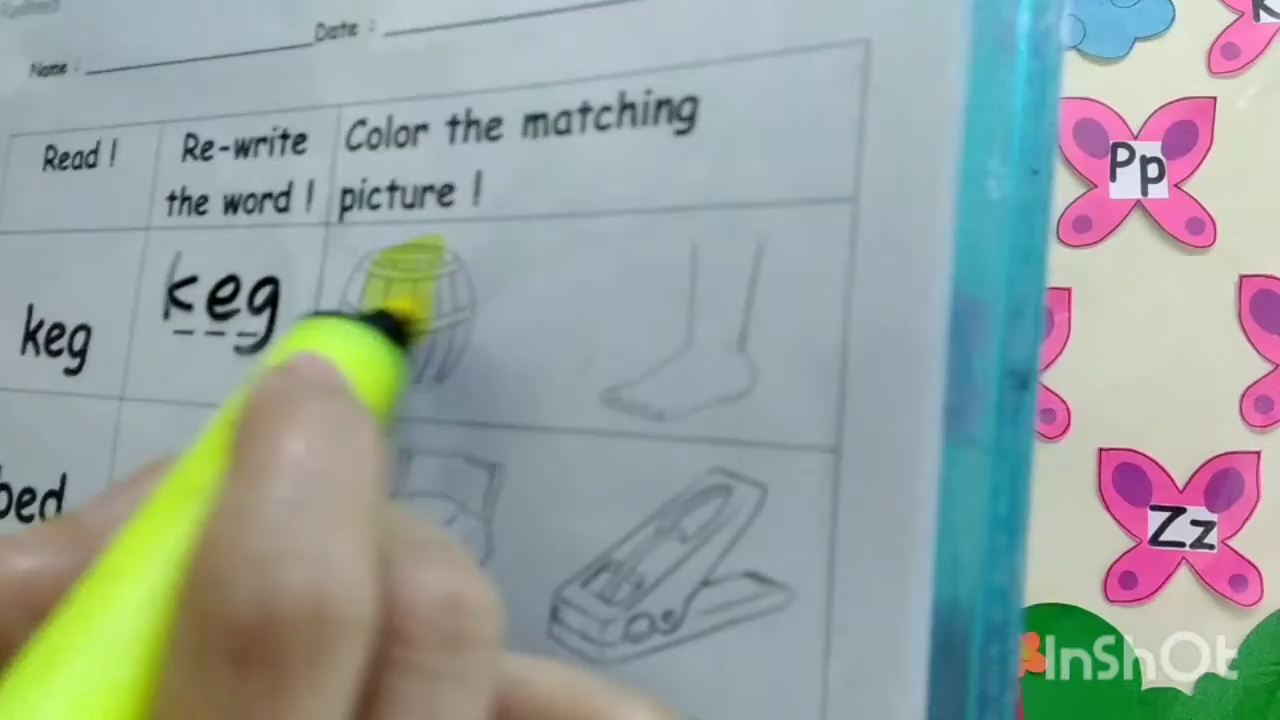 Date :
Name :
Read !
Re-write the word !
Color the matching picture !
keg
keg
bed
Pp
Zz
InShOt